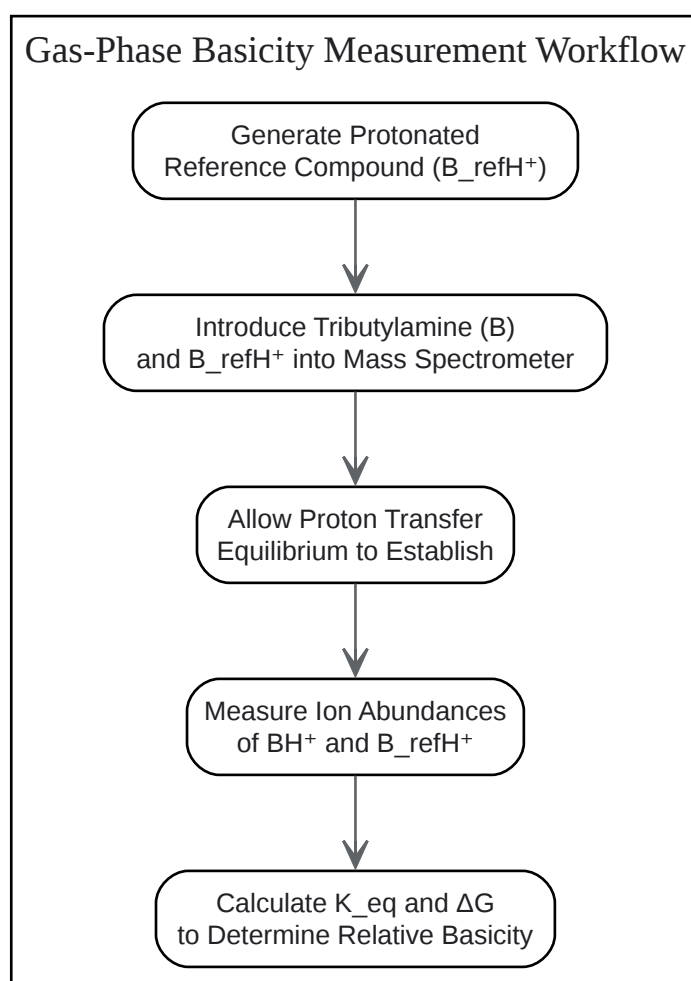 Gas-Phase Basicity Measurement Workflow
Generate Protonated
Reference Compound (B_refH⁺)
Introduce Tributylamine (B)
and B_refH⁺ into Mass Spectrometer
Allow Proton Transfer
Equilibrium to Establish
Measure Ion Abundances
of BH⁺ and B_refH⁺
Calculate K_eq and ΔG
to Determine Relative Basicity